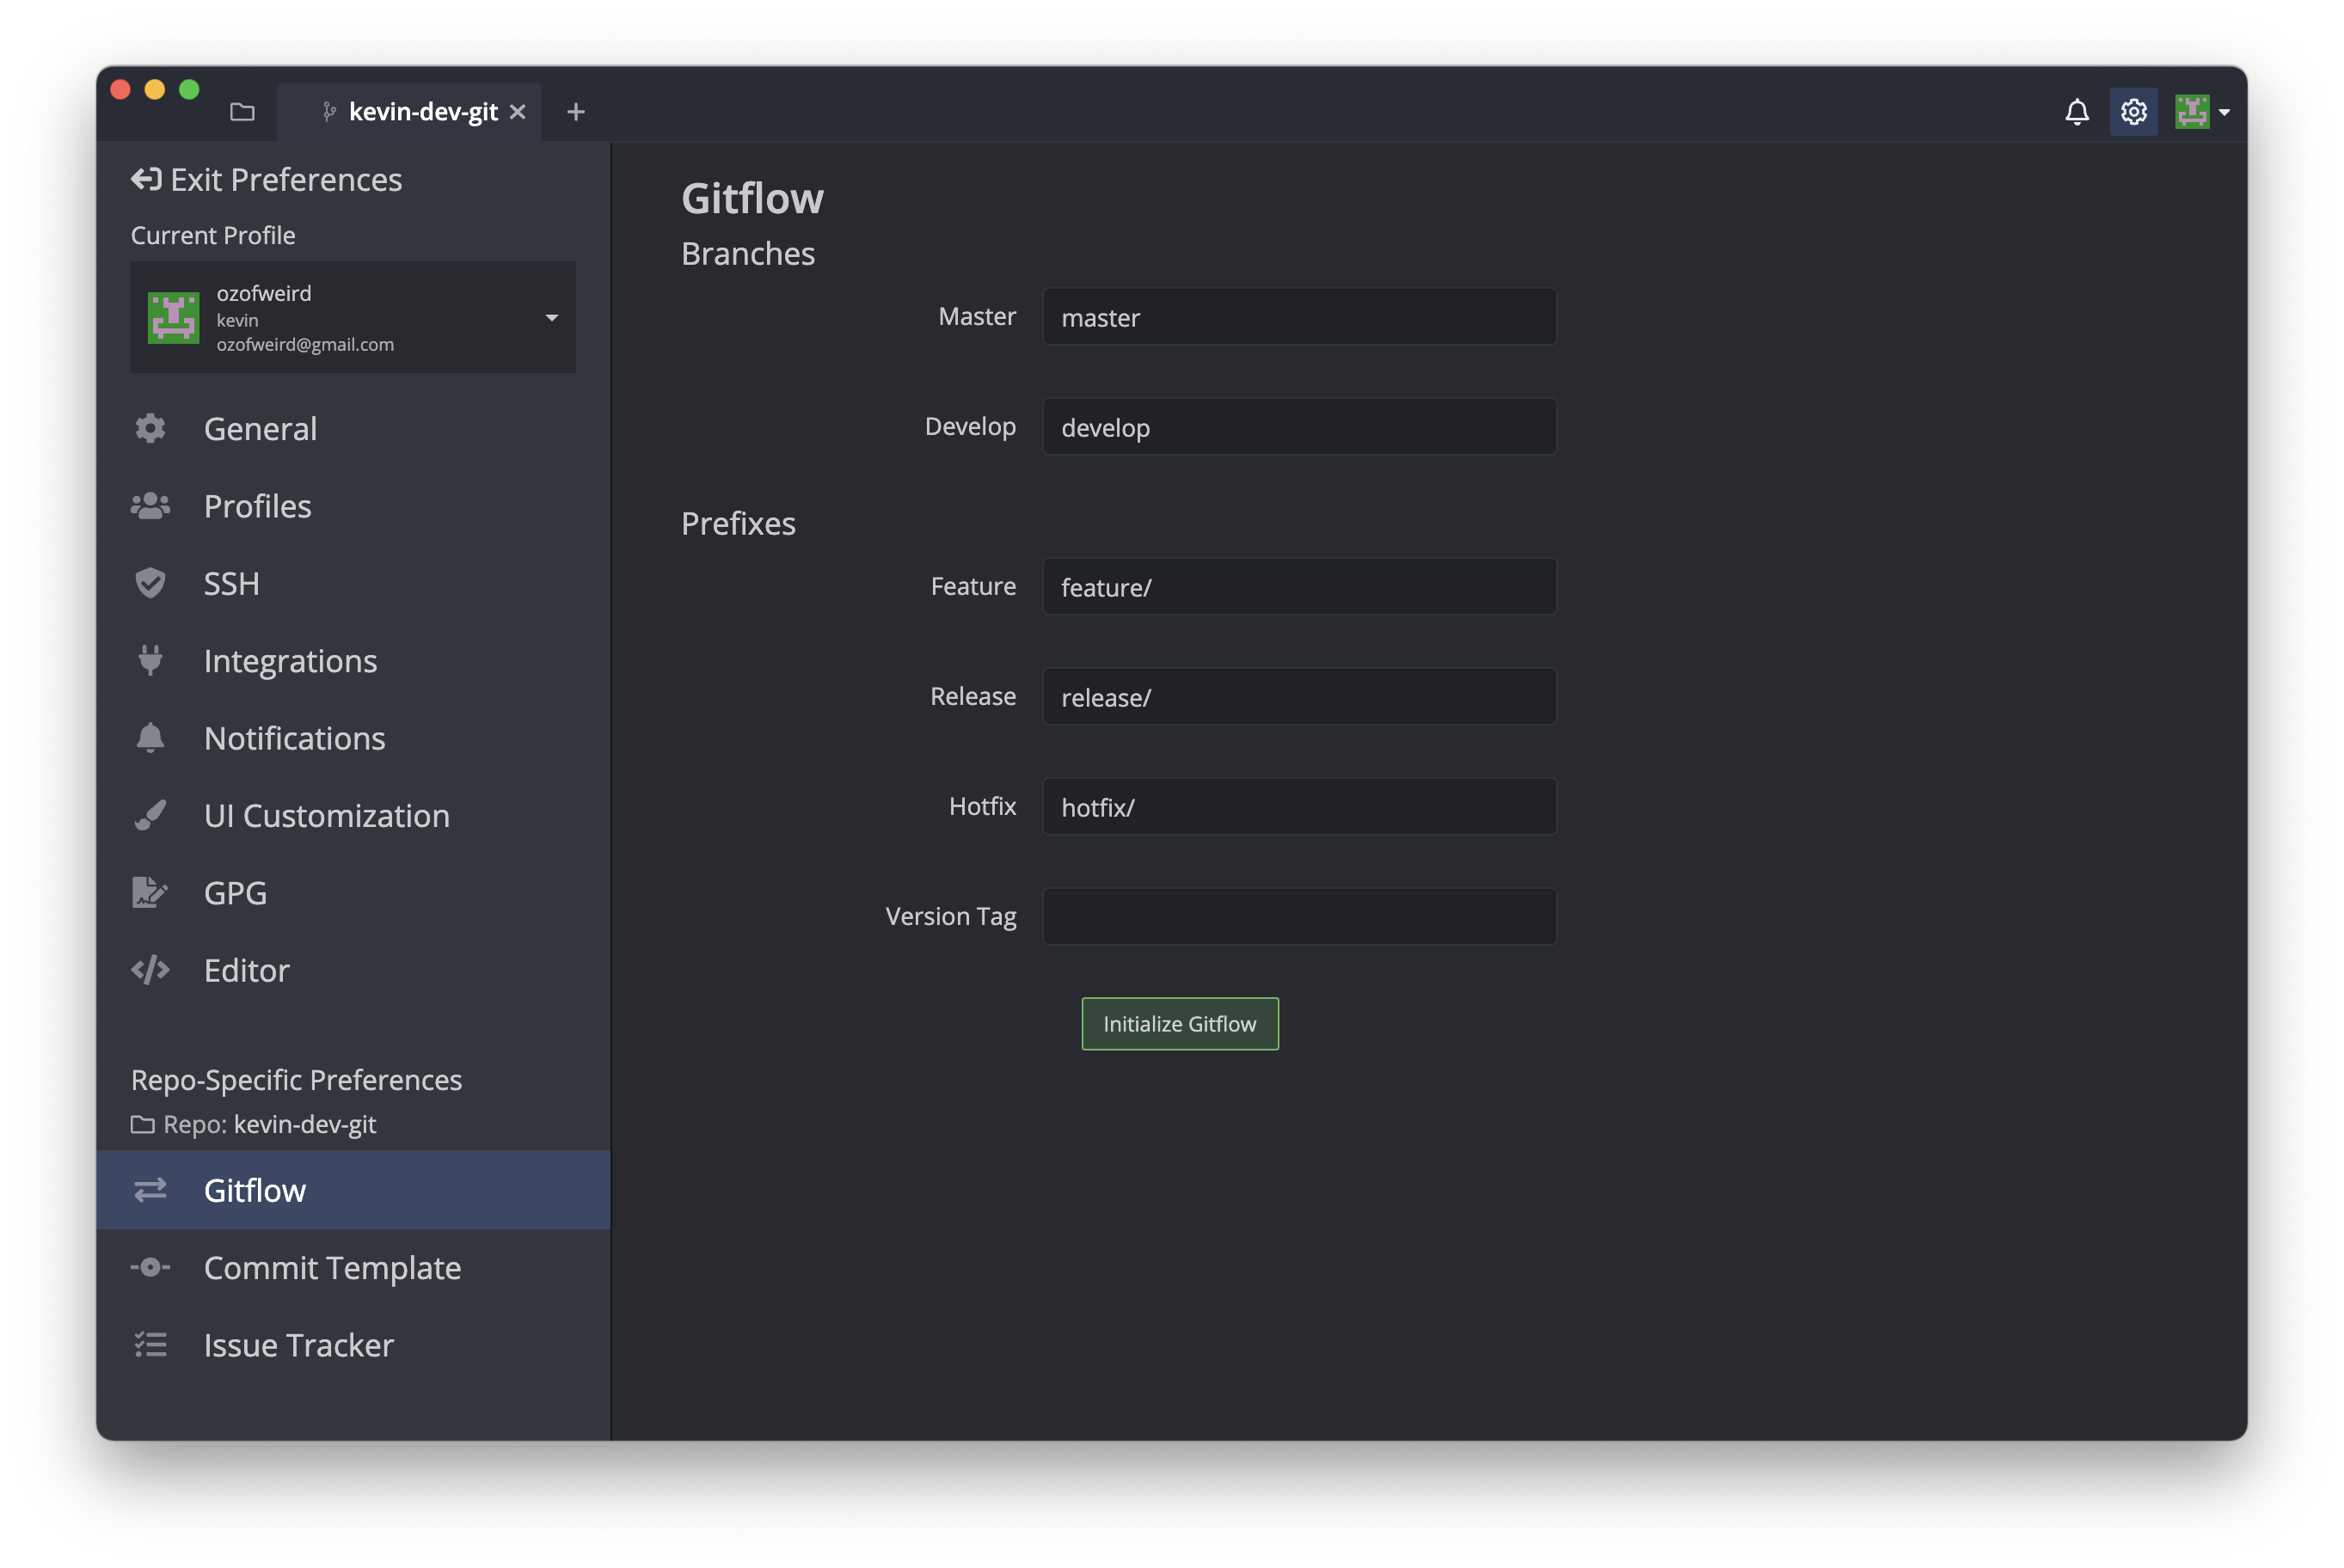 kevin-dev-git
Exit Preferences
Current Profile
ozofweird
kevin
ozofweird@gmail.com
General
Profiles
SSH
Integrations
Notifications
UI Customization
GPG
Editor
Repo-Specific Preferences
Repo: kevin-dev-git
Gitflow
Commit Template
Issue Tracker
Gitflow
Branches
Master master
Develop develop
Prefixes
Feature feature/
Release release/
Hotfix hotfix/
Version Tag
Initialize Gitflow